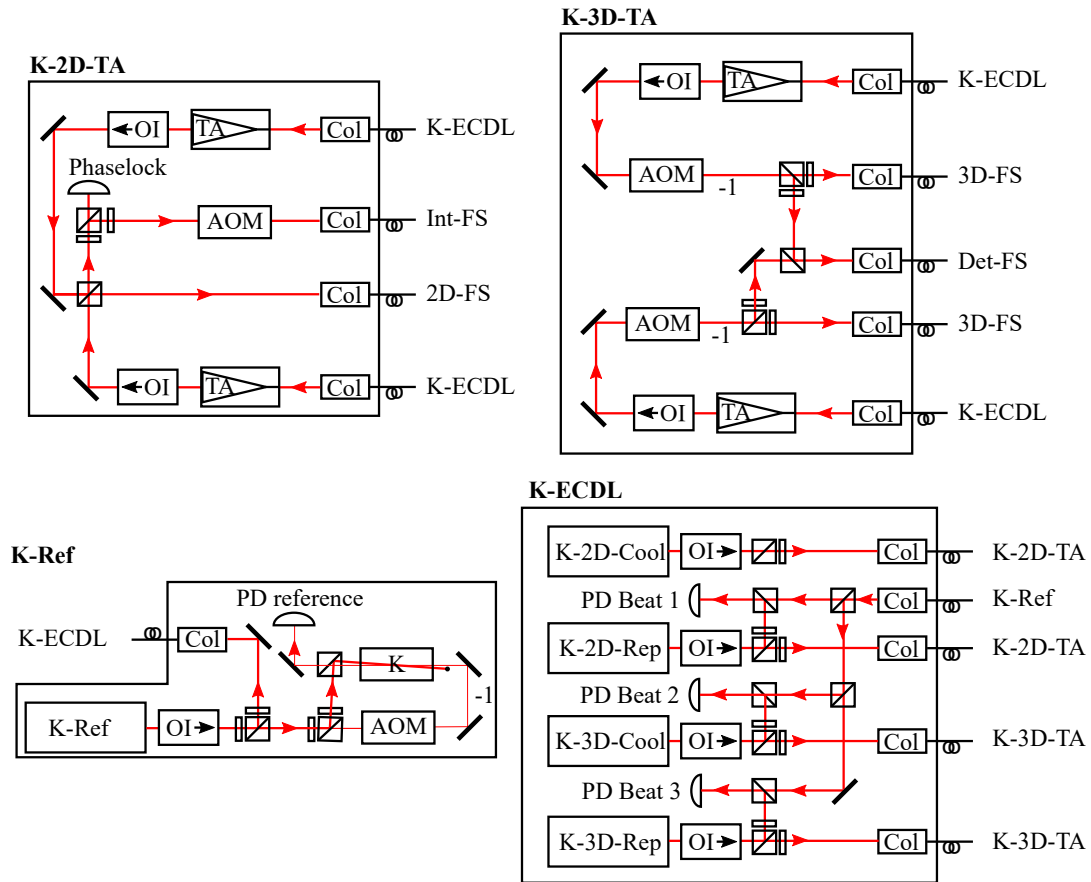 K-2D-TA
OI
TA
Col
K-ECDL
Phaselock
AOM
Col
Int-FS
Col
2D-FS
OI
TA
Col
K-ECDL
K-3D-TA
OI
TA
Col
K-ECDL
AOM
-1
Col
3D-FS
Col
Det-FS
AOM
-1
Col
3D-FS
OI
TA
Col
K-ECDL
K-Ref
PD reference
K-ECDL
Col
K
-1
K-Ref
OI
AOM
K-ECDL
K-2D-Cool
OI
Col
K-2D-TA
PD Beat 1
Col
K-Ref
K-2D-Rep
OI
Col
K-2D-TA
PD Beat 2
K-3D-Cool
OI
Col
K-3D-TA
PD Beat 3
K-3D-Rep
OI
Col
K-3D-TA